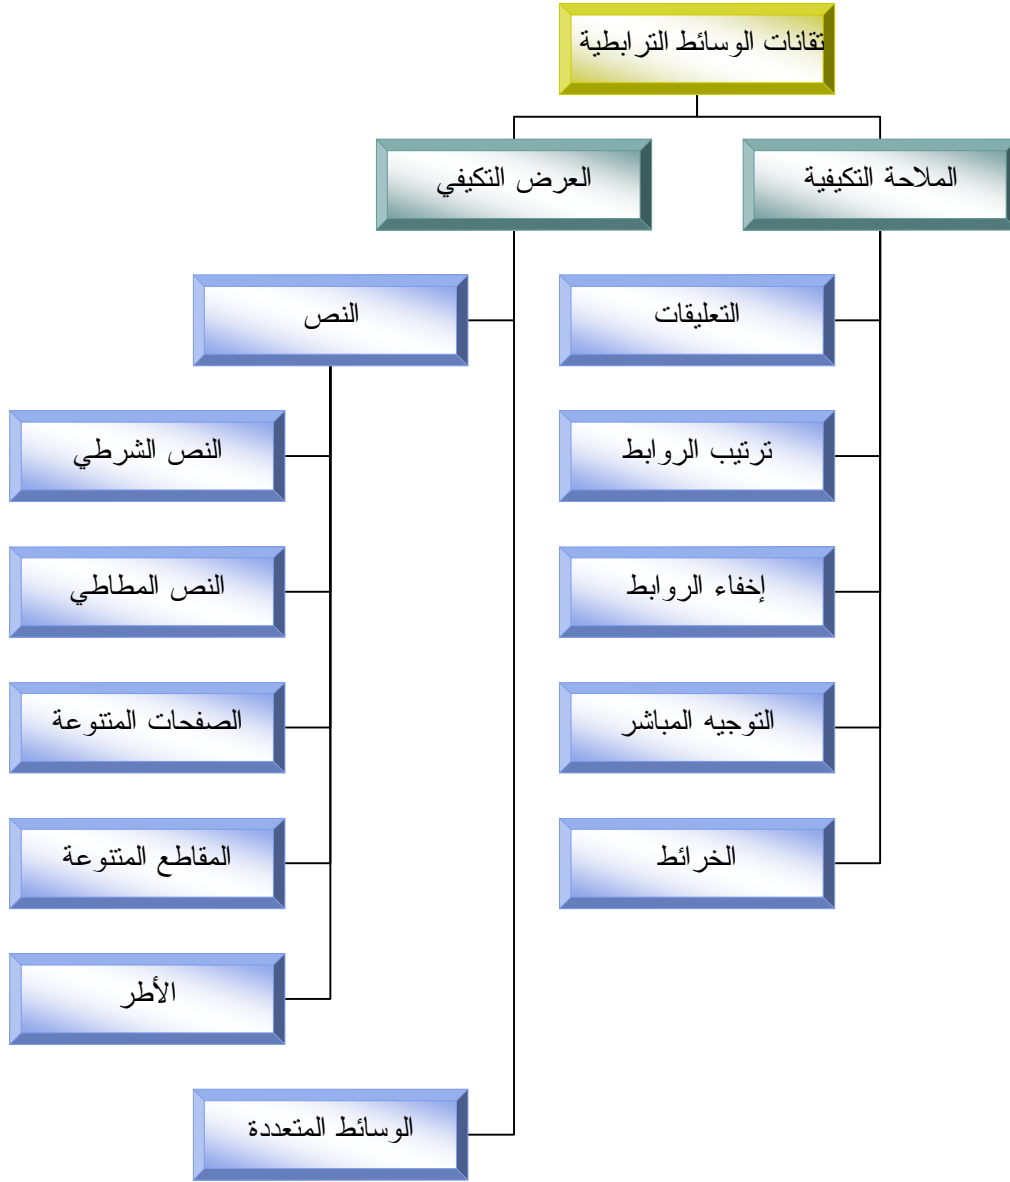 تقانات الوسائط الترابطية
الملاحة التكيفية
العرض التكيفي
التعليقات
ترتيب الروابط
إخفاء الروابط
التوجيه المباشر
الخرائط
النص
النص الشرطي
النص المطاطي
الصفحات المتنوعة
المقاطع المتنوعة
الأطر
الوسائط المتعددة